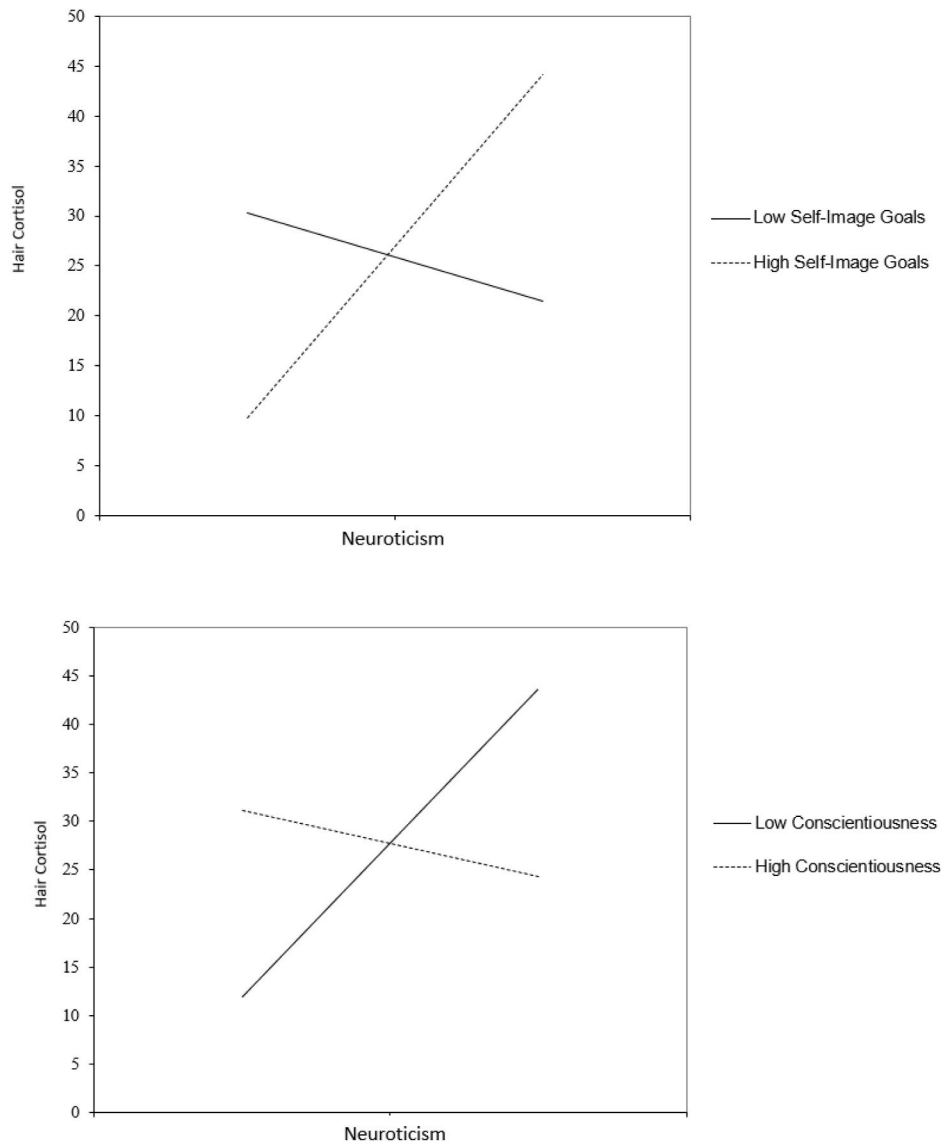 50
45
40
35
30
25
20
15
10
5
0
Hair Cortisol
Neuroticism
Low Self-Image Goals
High Self-Image Goals
50
45
40
35
30
25
20
15
10
5
0
Hair Cortisol
Neuroticism
Low Conscientiousness
High Conscientiousness